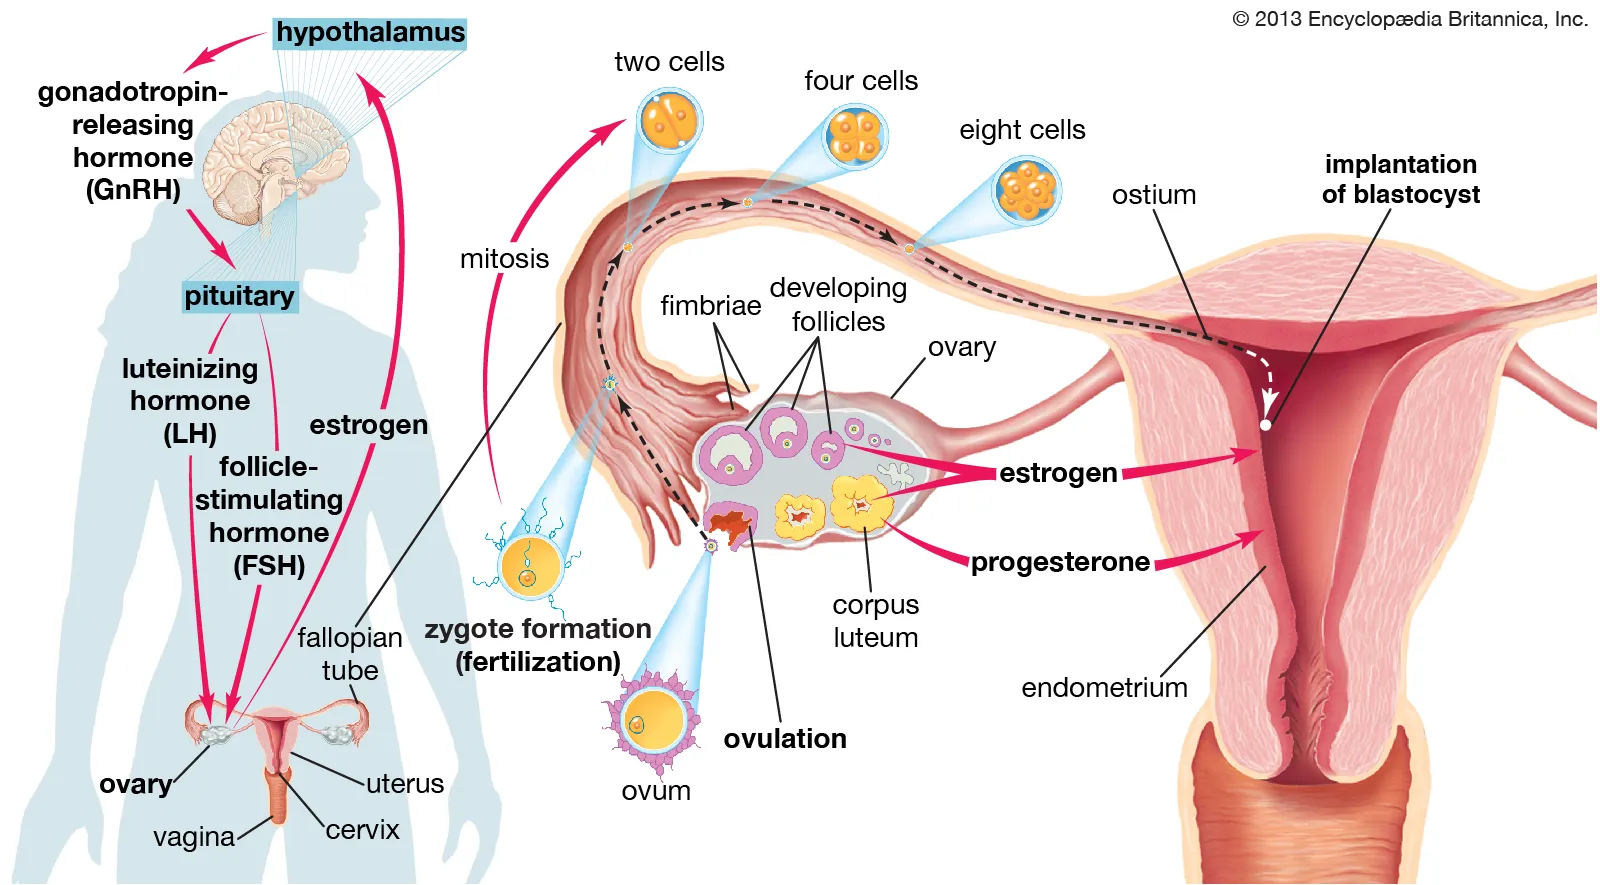 © 2013 Encyclopædia Britannica, Inc.
hypothalamus
gonadotropin-
releasing
hormone
(GnRH)
pituitary
luteinizing
hormone
(LH)
estrogen
follicle-
stimulating
hormone
(FSH)
fallopian
tube
ovary
uterus
vagina
cervix
two cells
four cells
eight cells
mitosis
fimbriae
developing
follicles
ovary
ostium
implantation
of blastocyst
estrogen
progesterone
corpus
luteum
endometrium
zygote formation
(fertilization)
ovulation
ovum